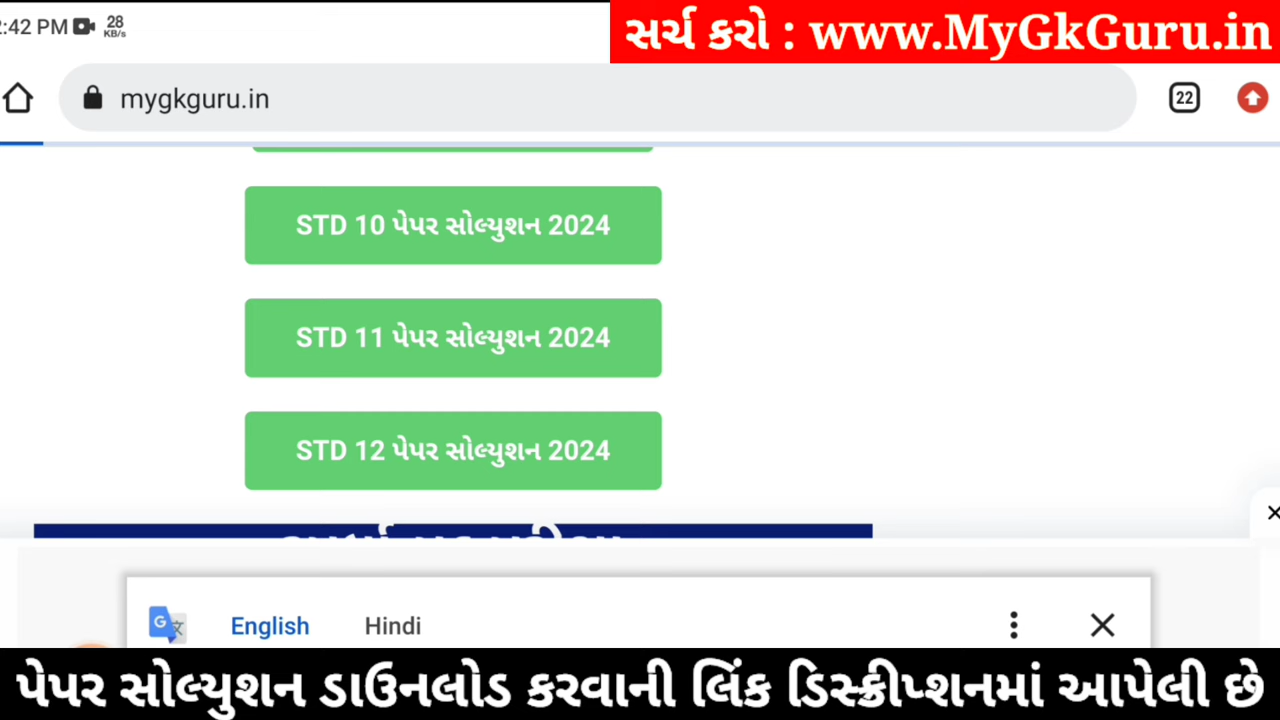 :42 PM 28 KB/s
સર્ચ કરો : www.MyGkGuru.in
mygkguru.in
22
STD 10 પેપર સોલ્યુશન 2024
STD 11 પેપર સોલ્યુશન 2024
STD 12 પેપર સોલ્યુશન 2024
English Hindi
પેપર સોલ્યુશન ડાઉનલોડ કરવાની લિંક ડિસ્ક્રીપ્શનમાં આપેલી છે